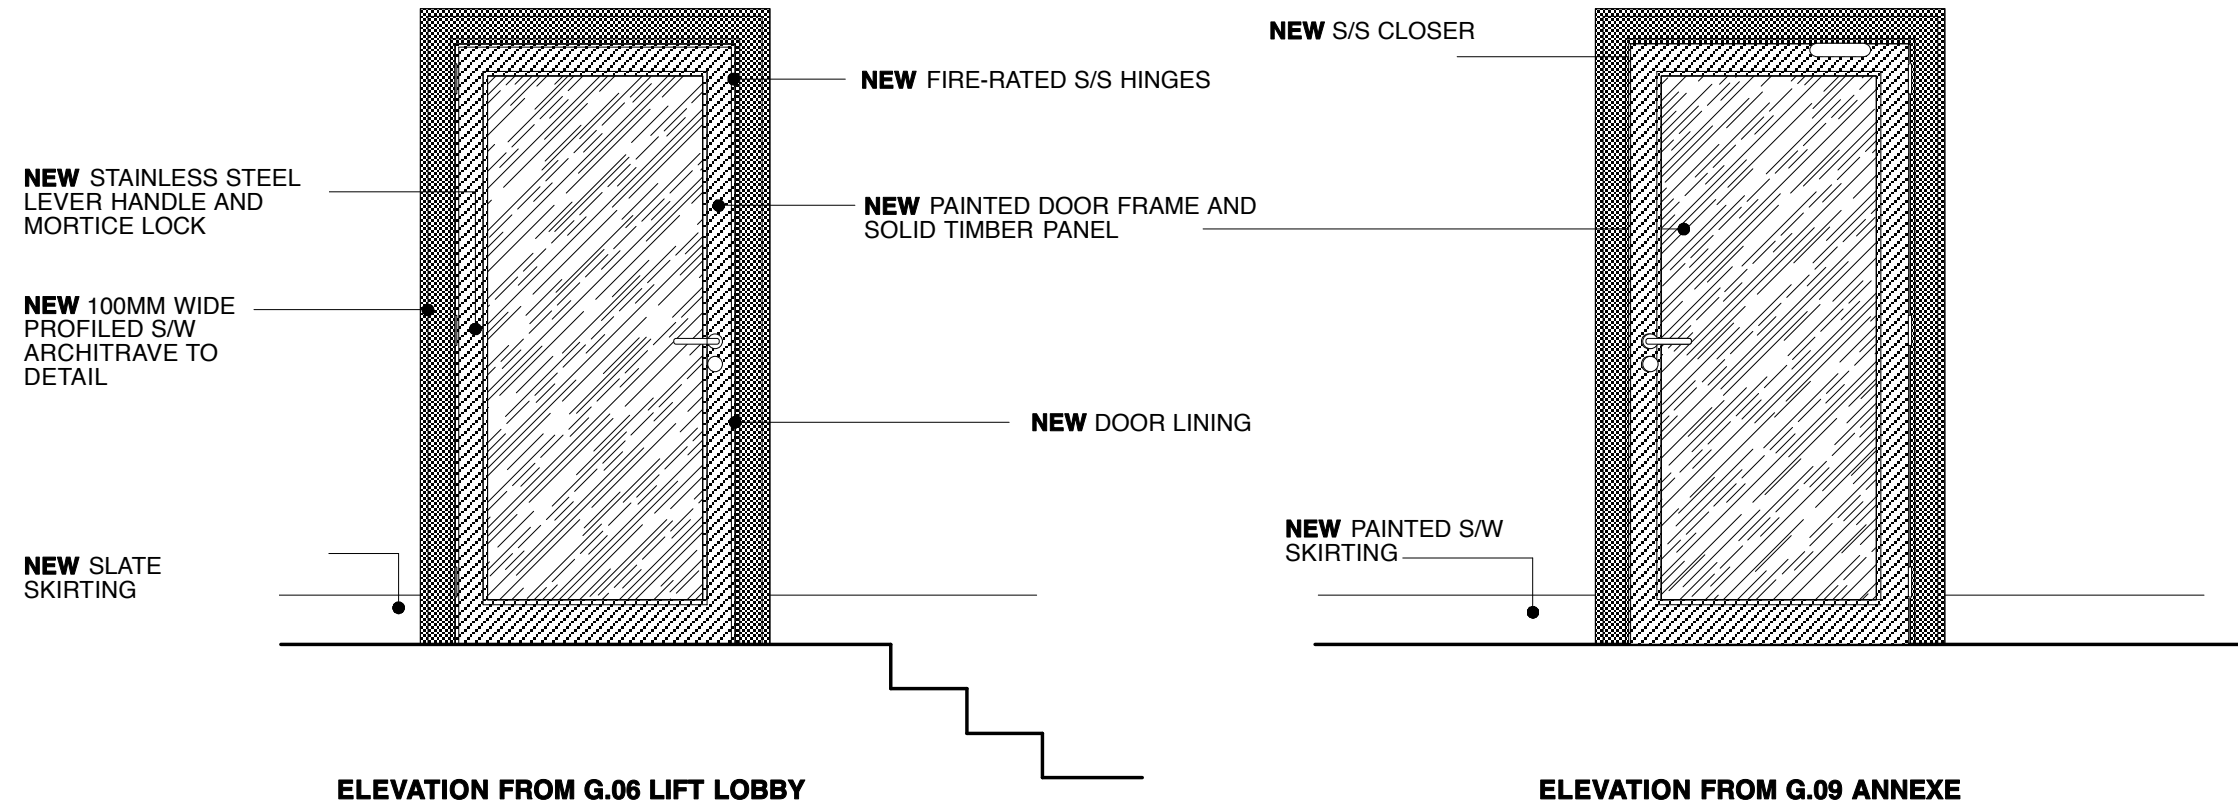 NEW STAINLESS STEEL
LEVER HANDLE AND
MORTICE LOCK
NEW 100MM WIDE
PROFILED S/W
ARCHITRAVE TO
DETAIL
NEW SLATE
SKIRTING
NEW FIRE-RATED S/S HINGES
NEW PAINTED DOOR FRAME AND
SOLID TIMBER PANEL
NEW DOOR LINING
ELEVATION FROM G.06 LIFT LOBBY
NEW S/S CLOSER
NEW PAINTED S/W
SKIRTING
ELEVATION FROM G.09 ANNEXE